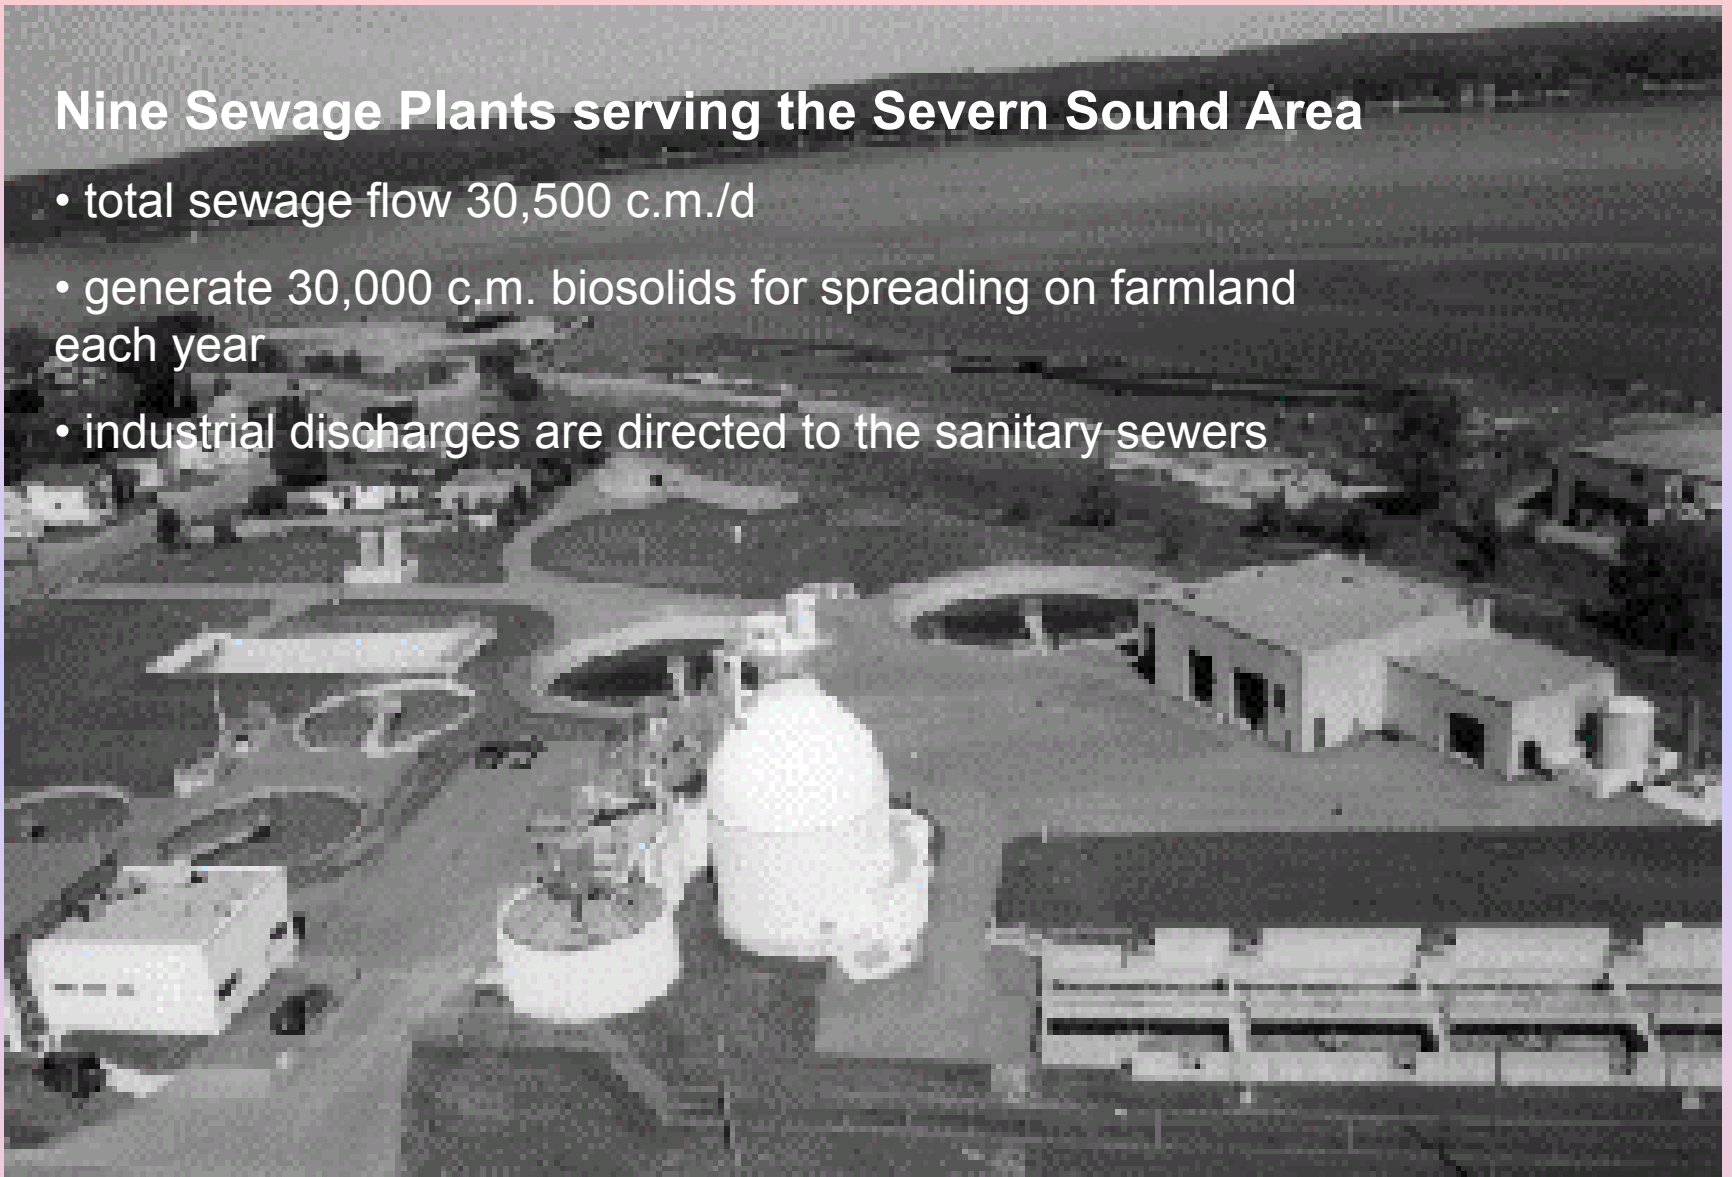 Nine Sewage Plants serving the Severn Sound Area
• total sewage flow 30,500 c.m./d
• generate 30,000 c.m. biosolids for spreading on farmland
each year
• industrial discharges are directed to the sanitary sewers